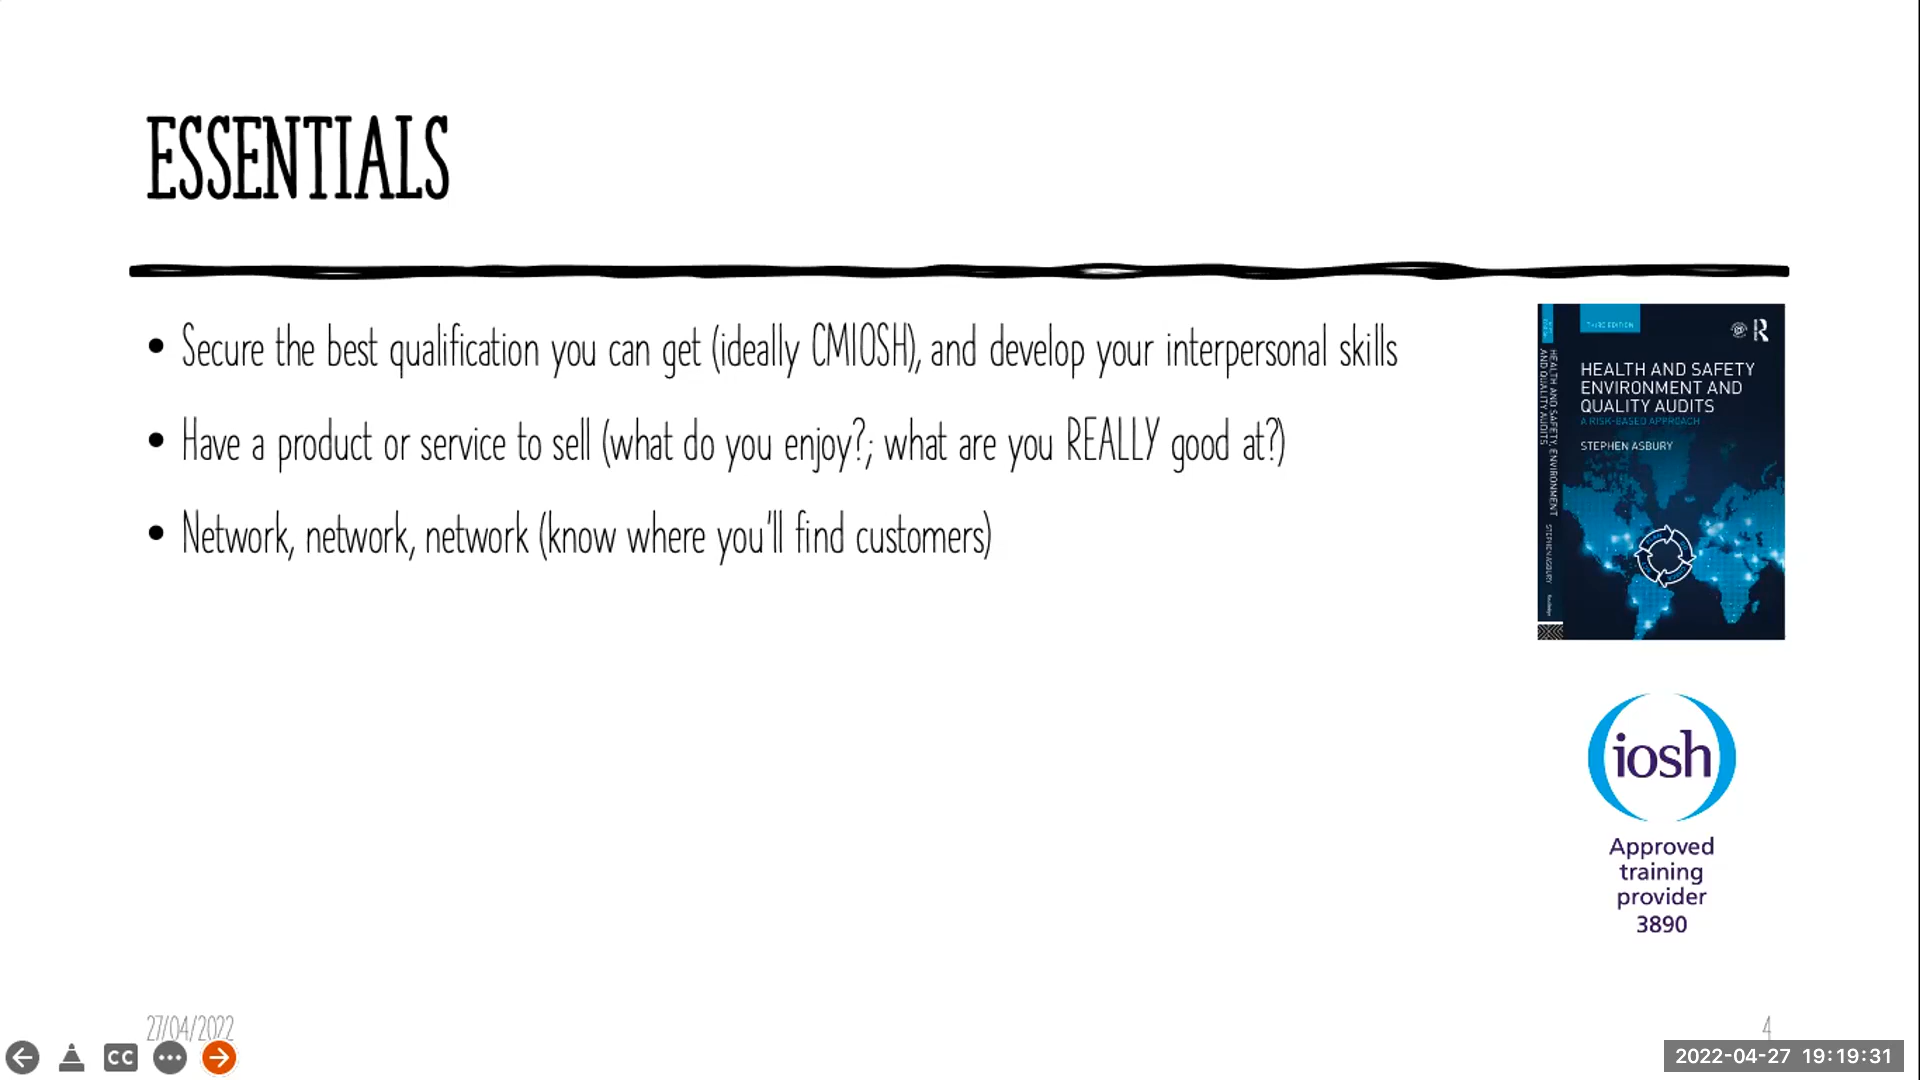 ESSENTIALS
• Secure the best qualification you can get (ideally CMIOSH), and develop your interpersonal skills
• Have a product or service to sell (what do you enjoy?; what are you REALLY good at?)
• Network, network, network (know where you'll find customers)
THIRD EDITION
R
HEALTH AND SAFETY
ENVIRONMENT AND
QUALITY AUDITS
A RISK-BASED APPROACH
STEPHEN ASBURY
HEALTH AND SAFETY, ENVIRONMENT
AND QUALITY AUDITS
STEPHEN ASBURY
Routledge
PLAN
iosh
Approved
training
provider
3890
27/04/2022
4
CC
2022-04-27 19:19:31